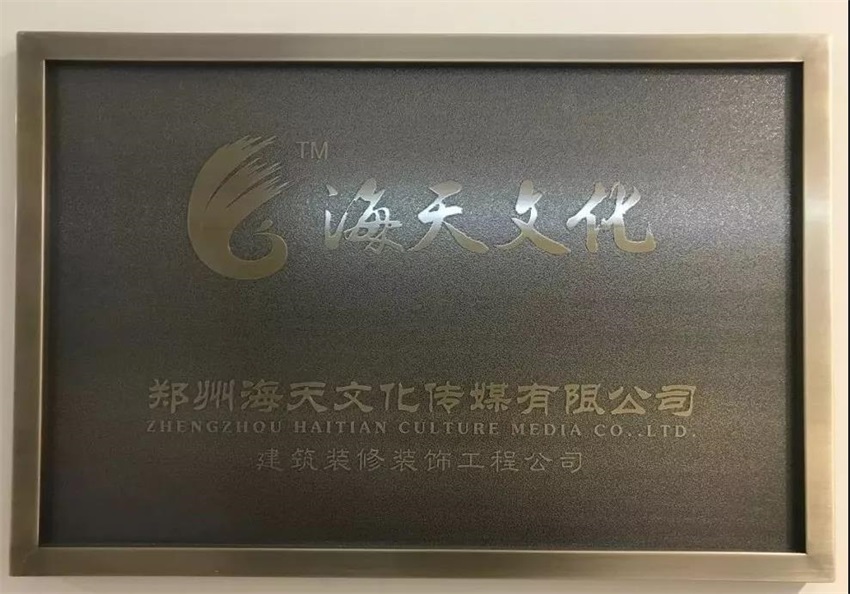 TM
海天文化
郑州海天文化传媒有限公司
ZHENGZHOU HAITIAN CULTURE MEDIA CO..LTD.
建筑装修装饰工程公司